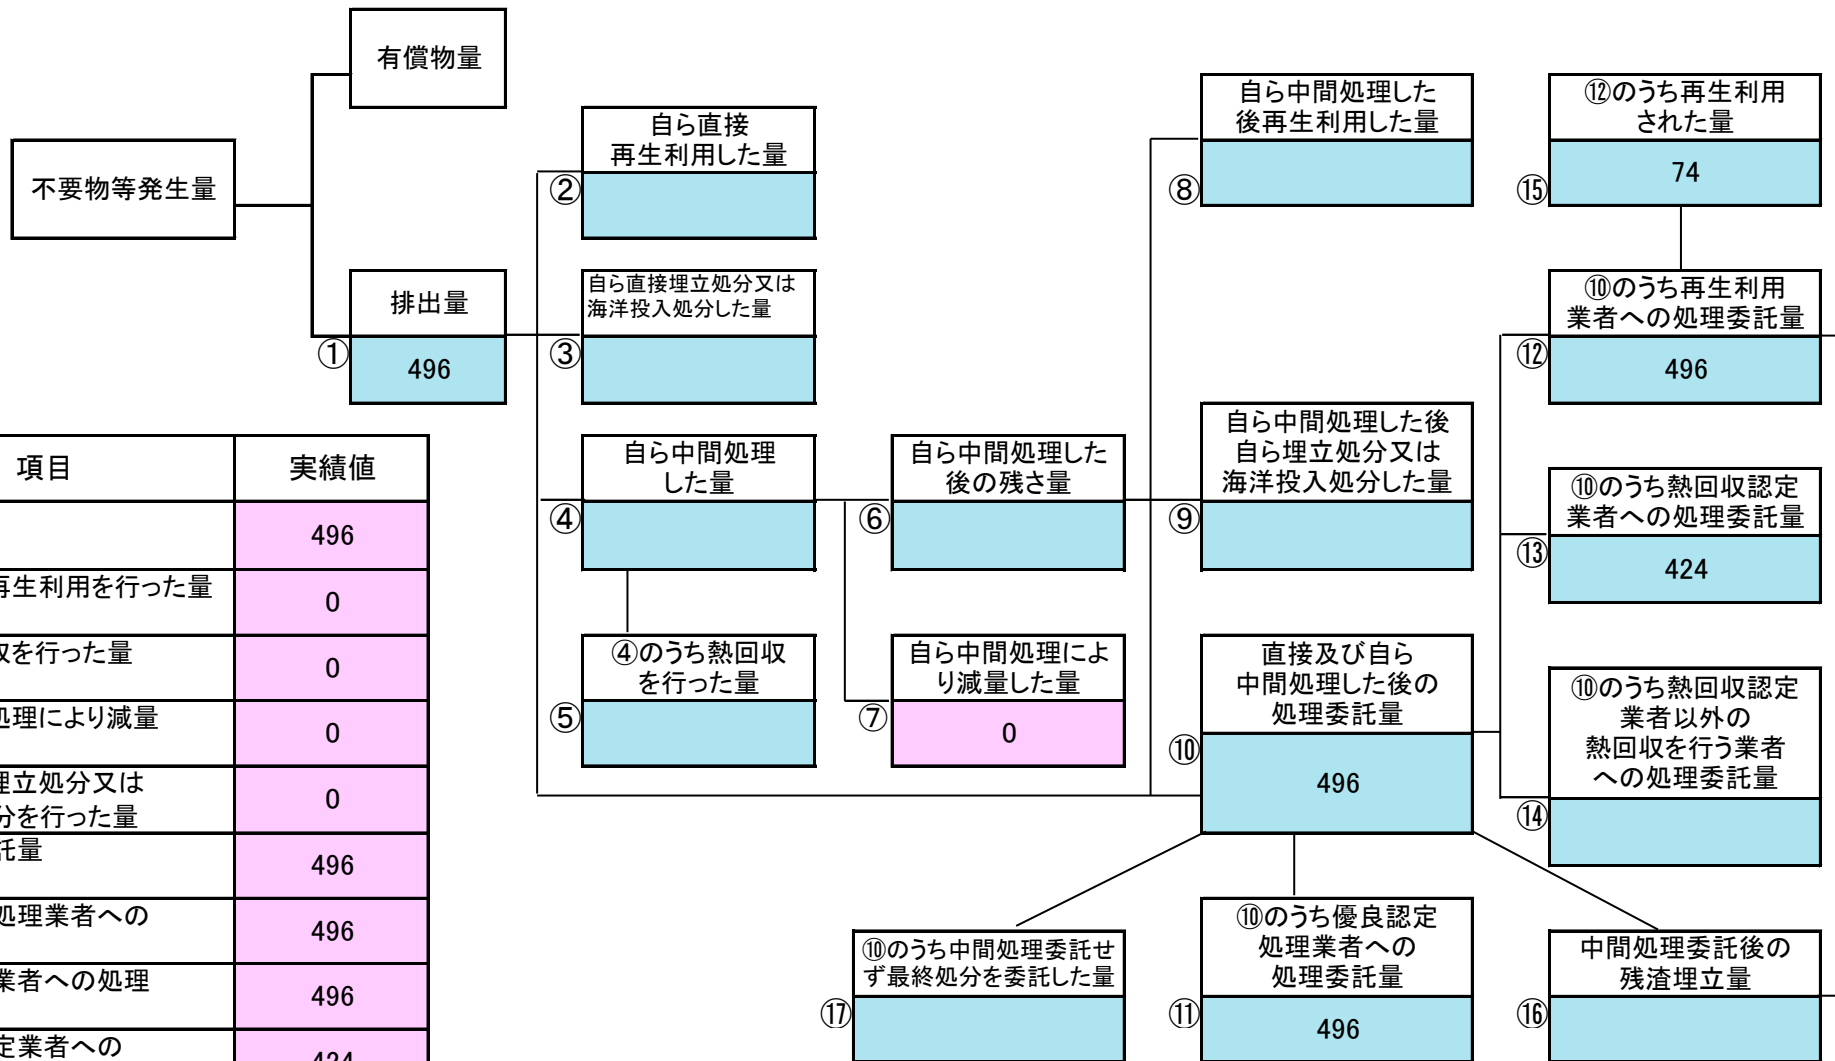 有償物量
不要物等発生量
排出量
①
496
自ら直接
再生利用した量
②
自ら直接埋立処分又は
海洋投入処分した量
③
自ら中間処理
した量
④
④のうち熱回収
を行った量
⑤
自ら中間処理した
後の残さ量
⑥
自ら中間処理によ
り減量した量
⑦
0
自ら中間処理した
後再生利用した量
⑧
自ら中間処理した後
自ら埋立処分又は
海洋投入処分した量
⑨
直接及び自ら
中間処理した後の
処理委託量
⑩
496
⑫のうち再生利用
された量
⑮
74
⑩のうち再生利用
業者への処理委託量
⑫
496
⑩のうち熱回収認定
業者への処理委託量
⑬
424
⑩のうち熱回収認定
業者以外の
熱回収を行う業者
への処理委託量
⑭
⑩のうち中間処理委託せ
ず最終処分を委託した量
⑰
⑩のうち優良認定
処理業者への
処理委託量
⑪
496
中間処理委託後の
残渣埋立量
⑯
項目 実績値
496
再生利用を行った量 0
収を行った量 0
処理により減量 0
埋立処分又は
分を行った量 0
託量 496
処理業者への 496
業者への処理 496
定業者への 424